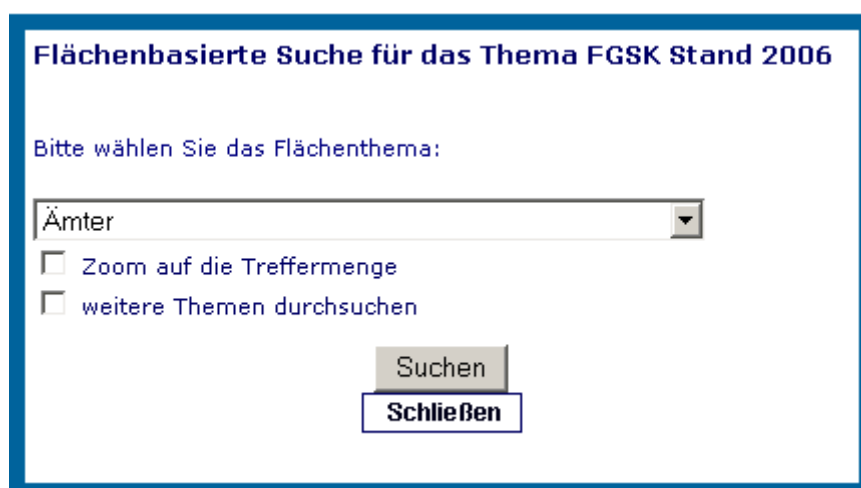 Flächenbasierte Suche für das Thema FGSK Stand 2006
Bitte wählen Sie das Flächenthema:
Ämter
Zoom auf die Treffermenge
weitere Themen durchsuchen
Suchen
Schließen